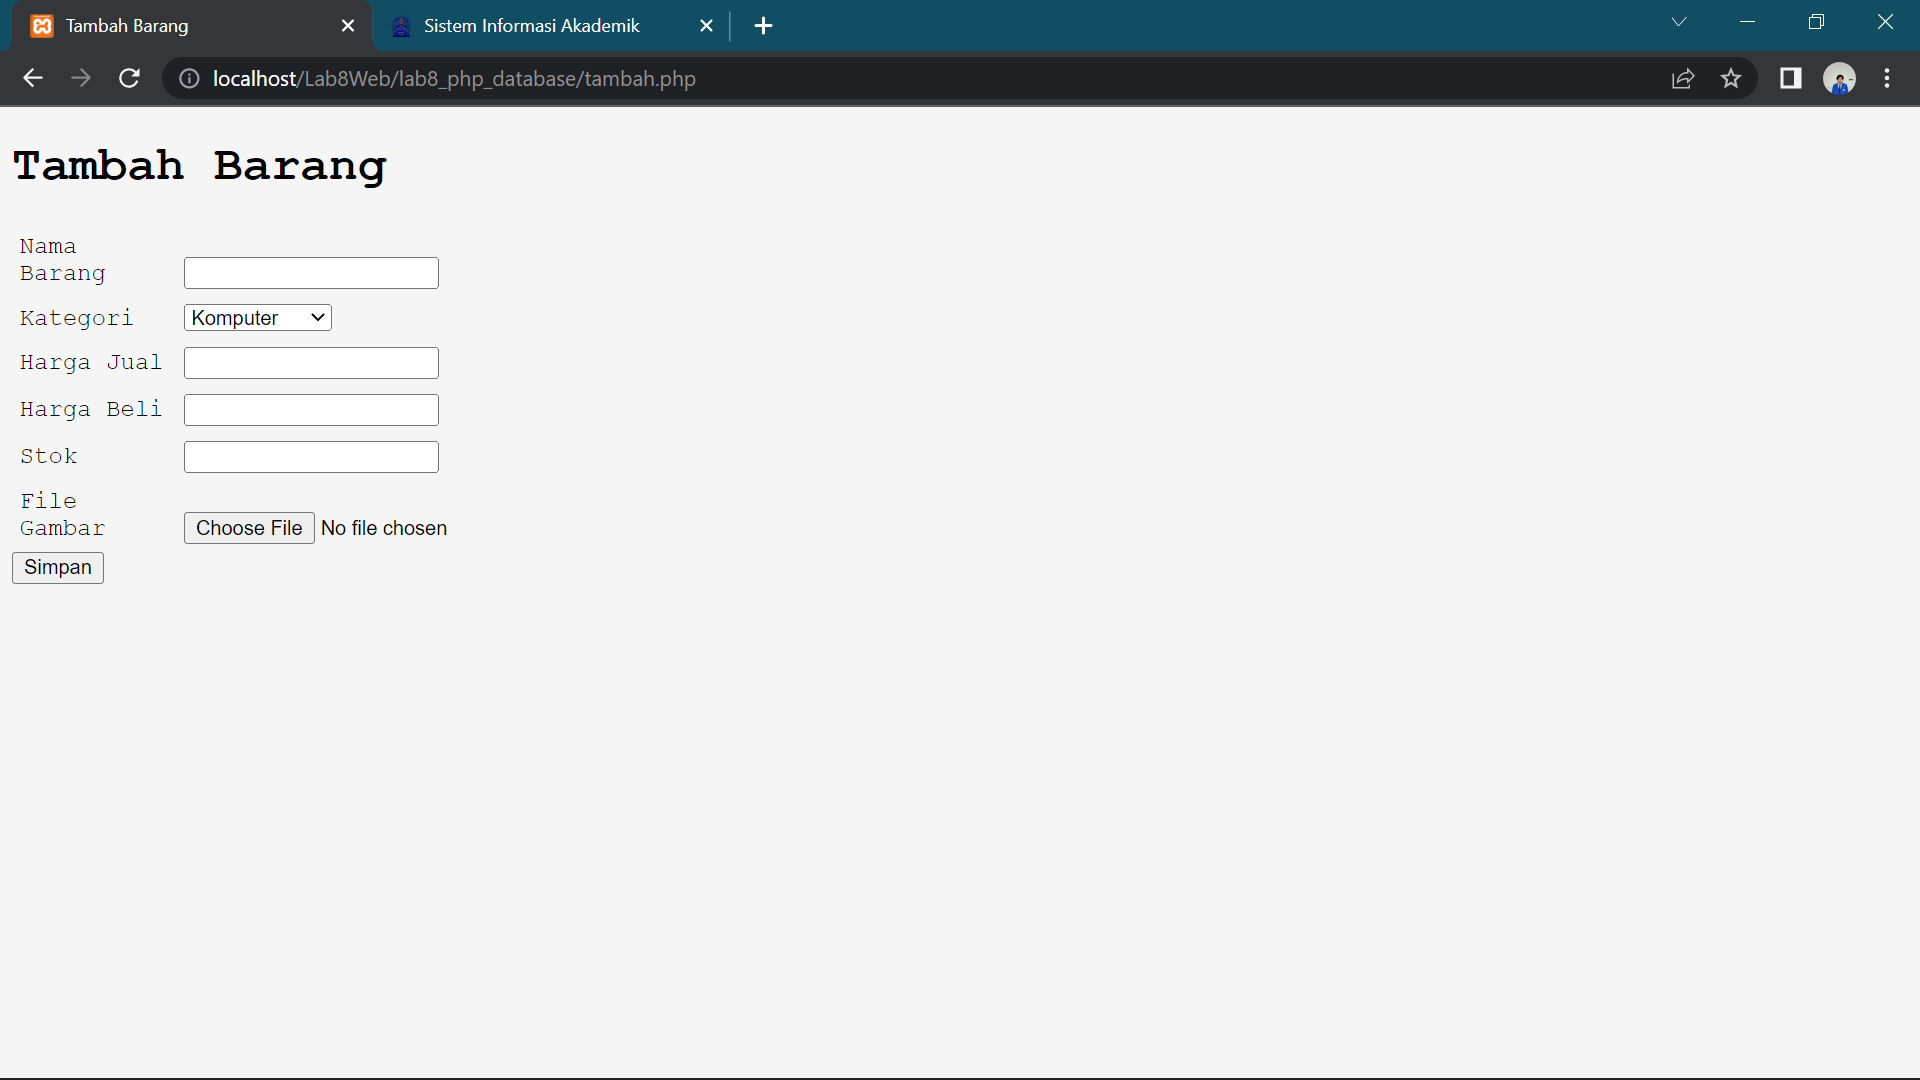 Tambah Barang
Sistem Informasi Akademik
localhost/Lab8Web/lab8_php_database/tambah.php
Tambah Barang
Nama
Barang
Kategori
Komputer
Harga Jual
Harga Beli
Stok
File
Gambar
Choose File No file chosen
Simpan